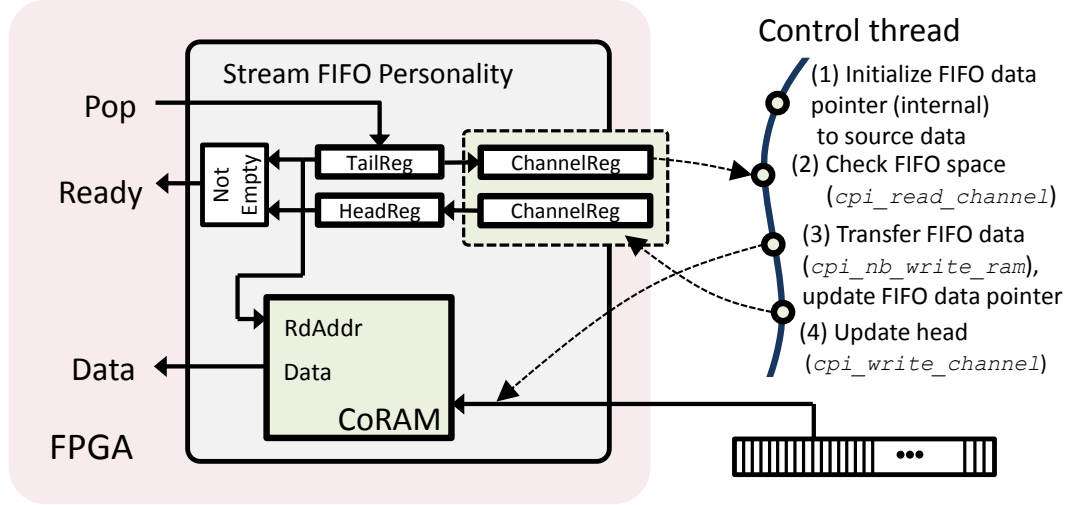 Control thread
Stream FIFO Personality
Pop
Ready
Not
Empty
TailReg
ChannelReg
HeadReg
ChannelReg
RdAddr
Data
CoRAM
Data
FPGA
(1) Initialize FIFO data
pointer (internal)
to source data
(2) Check FIFO space
(cpi_read_channel)
(3) Transfer FIFO data
(cpi_nb_write_ram),
update FIFO data pointer
(4) Update head
(cpi_write_channel)